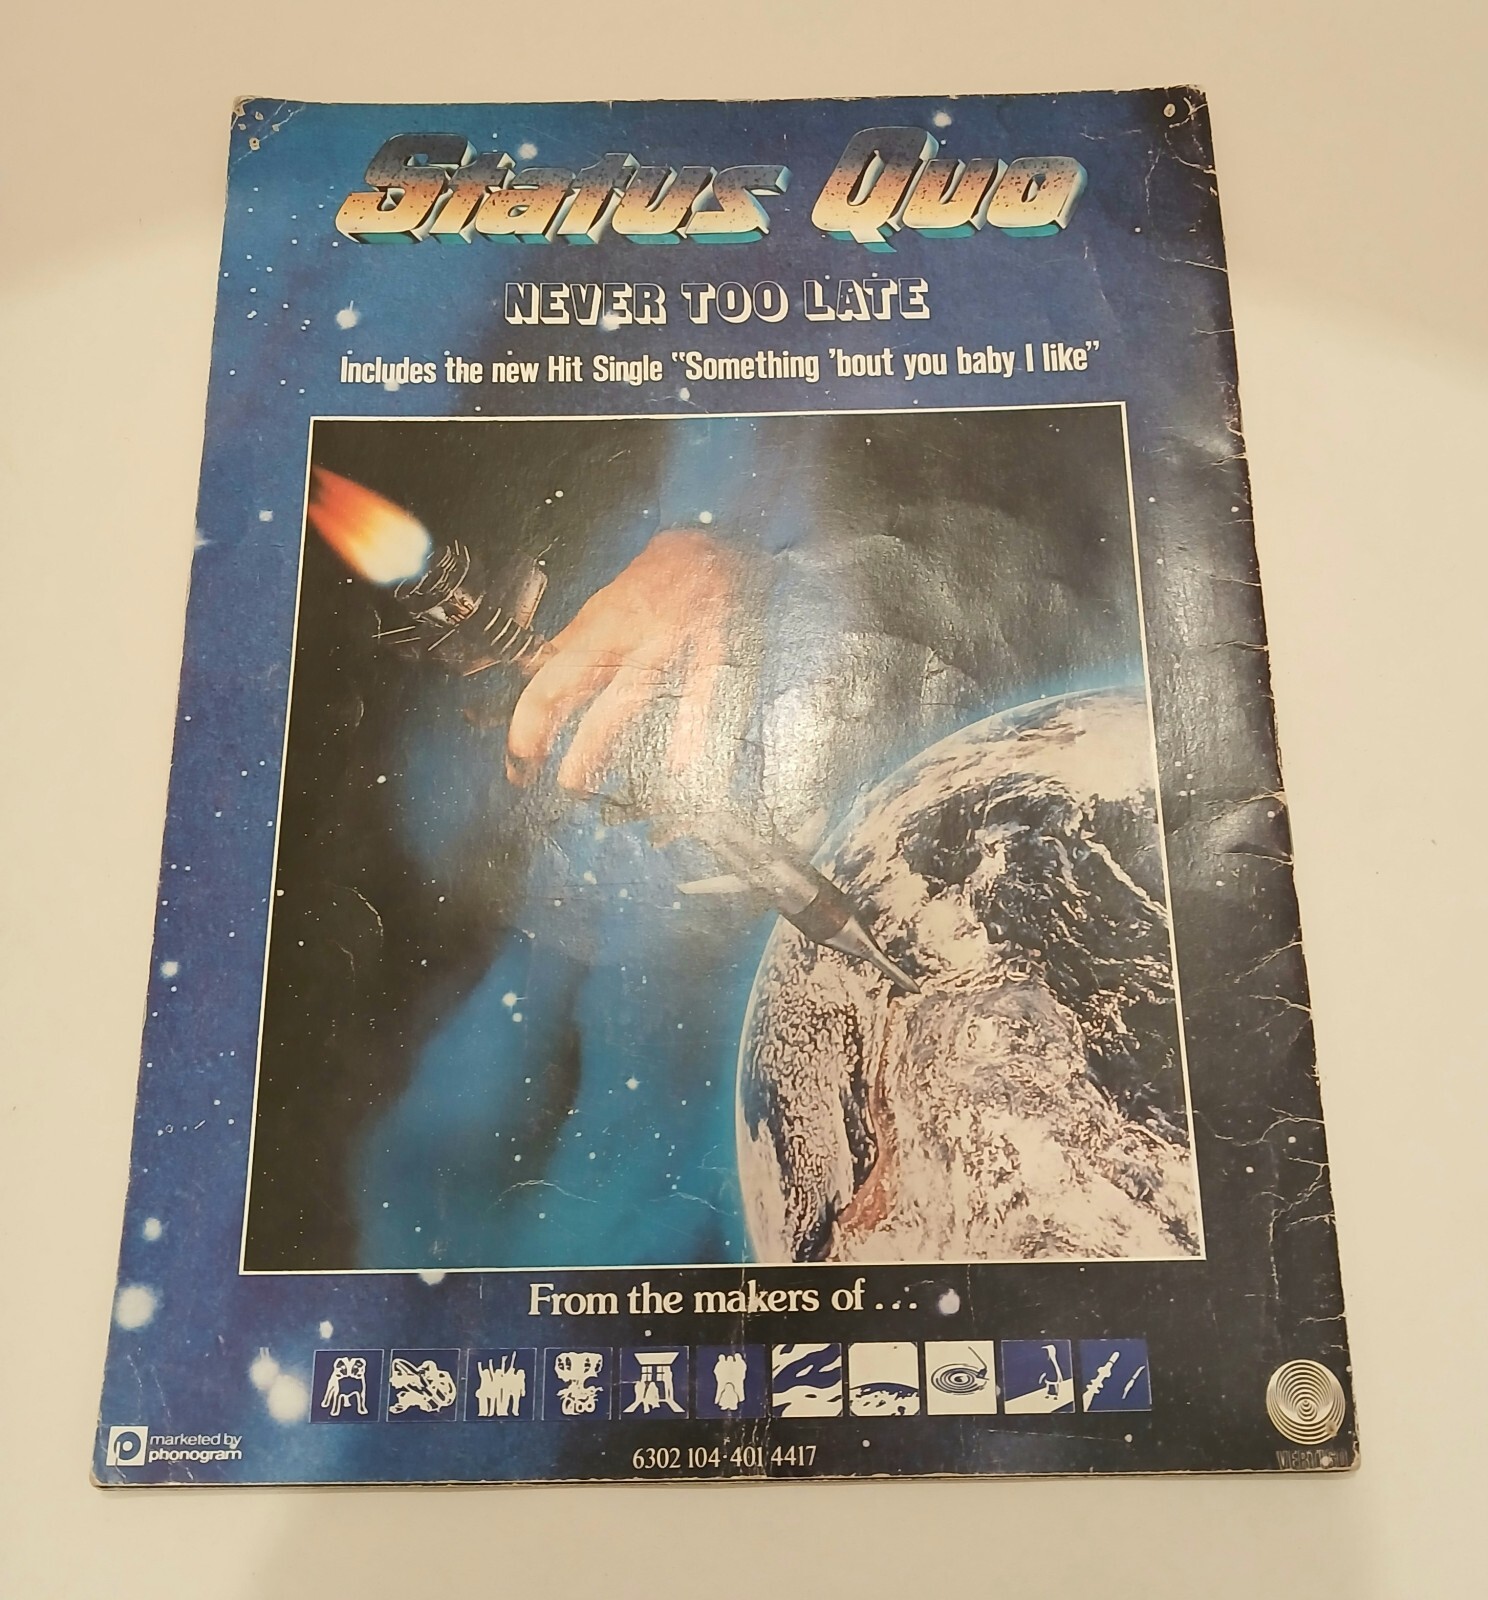 Status Quo
NEVER TOO LATE
Includes the new Hit Single "Something 'bout you baby I like"
From the makers of...
marketed by
phonogram
6302 104·401 4417
VERTIGO